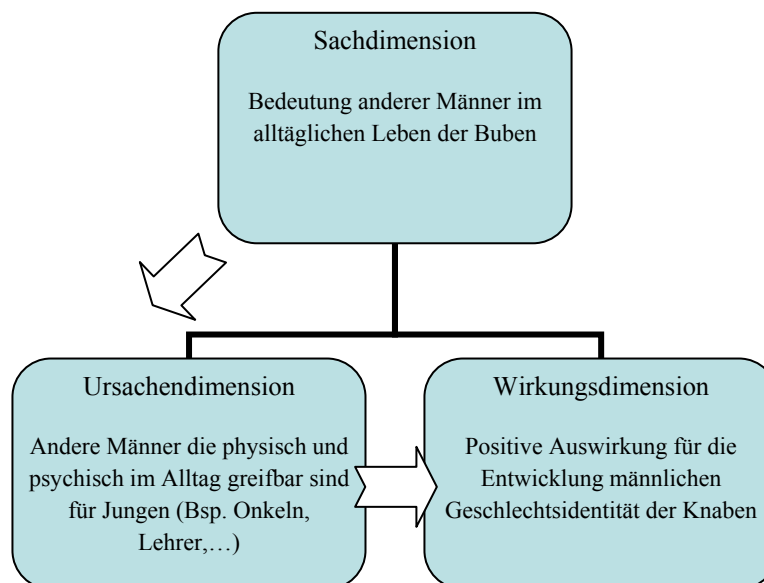 Sachdimension
Bedeutung anderer Männer im
alltäglichen Leben der Buben
Ursachendimension
Andere Männer die physisch und
psychisch im Alltag greifbar sind
für Jungen (Bsp. Onkeln,
Lehrer,…)
Wirkungsdimension
Positive Auswirkung für die
Entwicklung männlichen
Geschlechtsidentität der Knaben